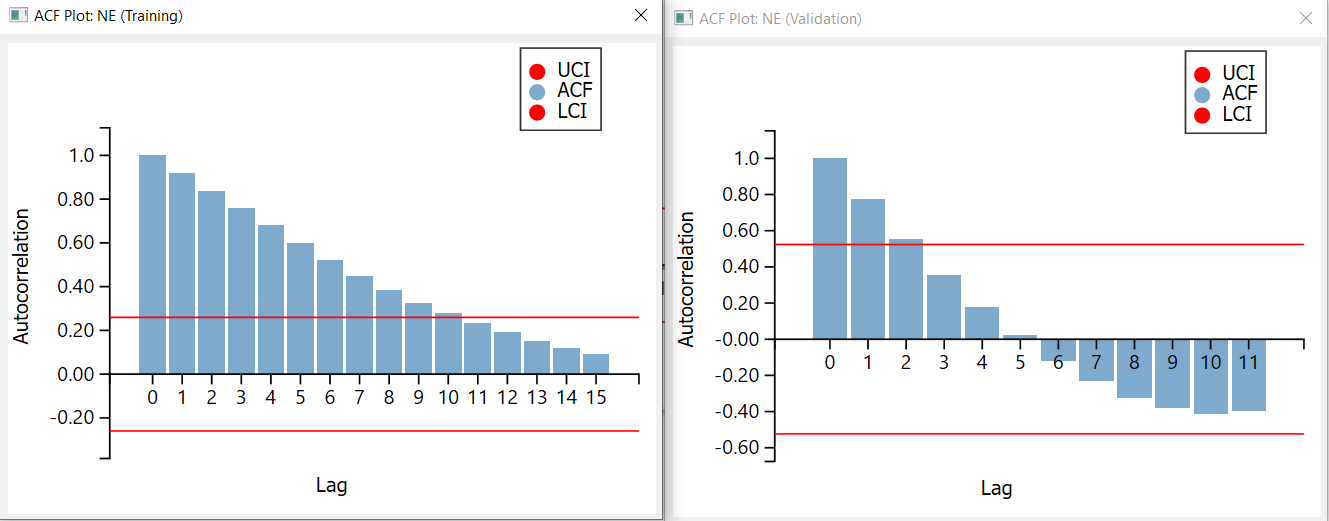 ACF Plot: NE (Training)
UCI
ACF
LCI
1.0
0.80
0.60
0.40
0.20
0.00
-0.20
Autocorrelation
0 1 2 3 4 5 6 7 8 9 10 11 12 13 14 15
Lag
ACF Plot: NE (Validation)
UCI
ACF
LCI
1.0
0.80
0.60
0.40
0.20
-0.00
-0.20
-0.40
-0.60
Autocorrelation
0 1 2 3 4 5 6 7 8 9 10 11
Lag